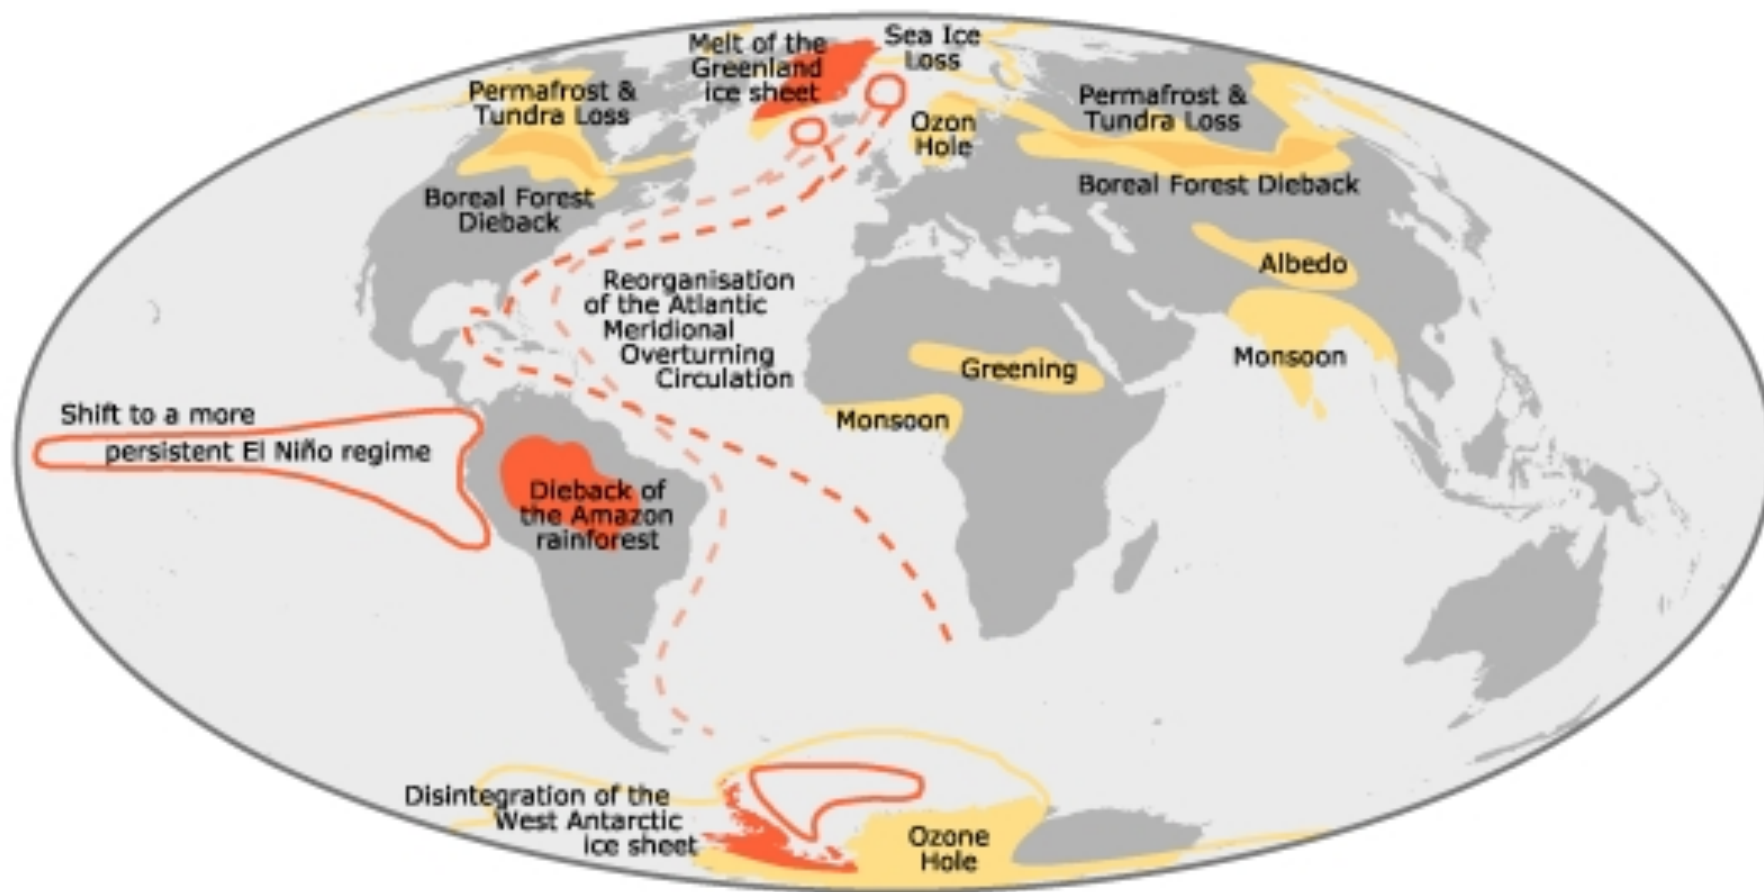 Melt of the
Greenland
ice sheet
Sea Ice
Loss
Permafrost &
Tundra Loss
Ozon
Hole
Permafrost &
Tundra Loss
Boreal Forest
Dieback
Boreal Forest Dieback
Albedo
Reorganisation
of the Atlantic
Meridional
Overturning
Circulation
Greening
Monsoon
Monsoon
Shift to a more
persistent El Niño regime
Dieback of
the Amazon
rainforest
Disintegration of the
West Antarctic
ice sheet
Ozone
Hole